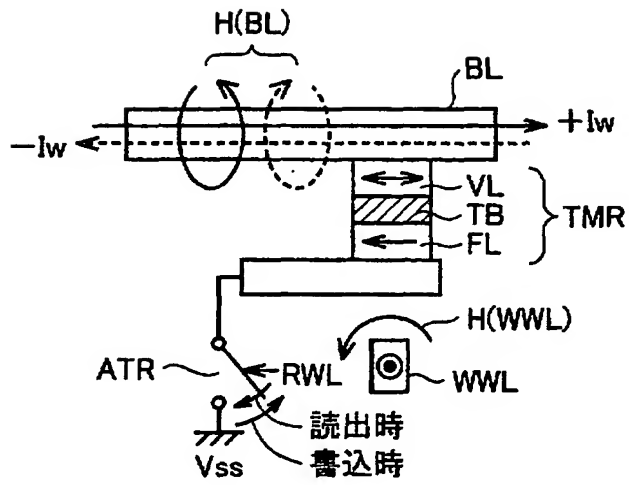 H(BL)
BL
+Iw
−Iw
VL
TB
TMR
FL
H(WWL)
ATR
RWL
WWL
読出時
Vss
書込時